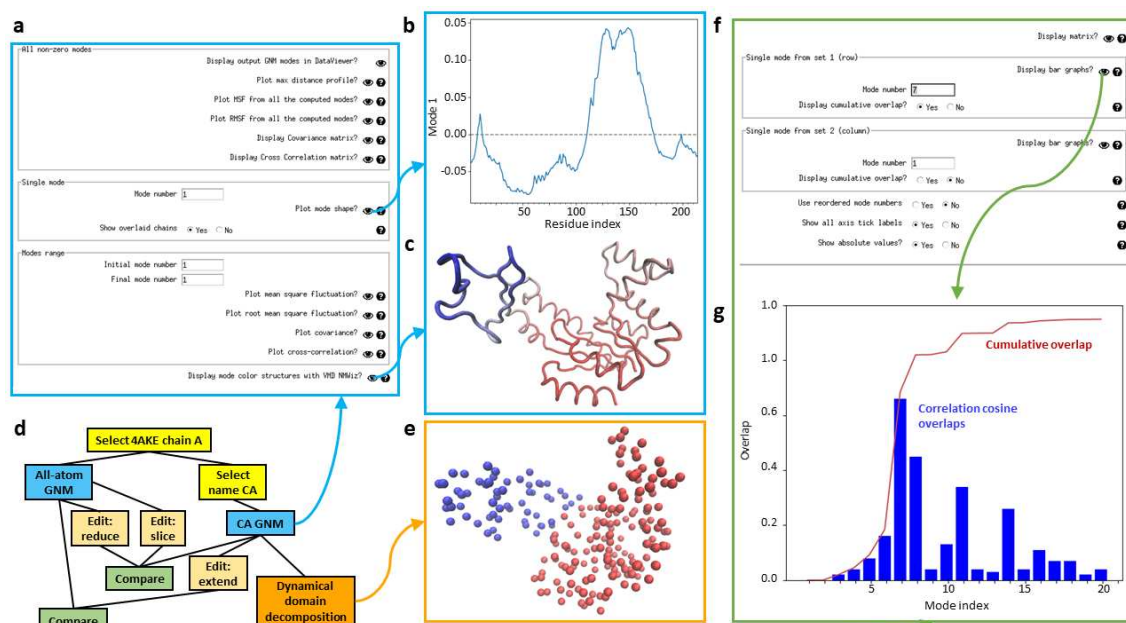 a
All non-zero modes
Display output GNM modes in DataViewer?
Plot max distance profile?
Plot MSF from all the computed modes?
Plot RMSF from all the computed modes?
Display Covariance matrix?
Display Cross Correlation matrix?
Single mode
Mode number 1
Plot mode shape?
Show overlaid chains Yes No
Modes range
Initial mode number 1
Final mode number 1
Plot mean square fluctuation?
Plot root mean square fluctuation?
Plot covariance?
Plot cross-correlation?
Display mode color structures with VMD NMWiz?
b
0.05
0.05
0.00
-0.05
Mode 1
50
100
150
200
Residue index
c
d
Select 4AKE chain A
All-atom
GNM
Select
name CA
Edit:
reduce
Edit:
slice
CA GNM
Compare
Edit:
extend
Dynamical
domain
decomposition
Compare
e
f
Display matrix?
Single mode from set 1 (row)
Display bar graphs?
Mode number 7
Display cumulative overlap? Yes No
Single mode from set 2 (column)
Display bar graphs?
Mode number 1
Display cumulative overlap? Yes No
Use reordered mode numbers Yes No
Show all axis tick labels Yes No
Show absolute values? Yes No
g
1.0
1.0
0.6
0.4
0.2
0.0
Overlap
Cumulative overlap
Correlation cosine
overlaps
5
10
15
20
Mode index